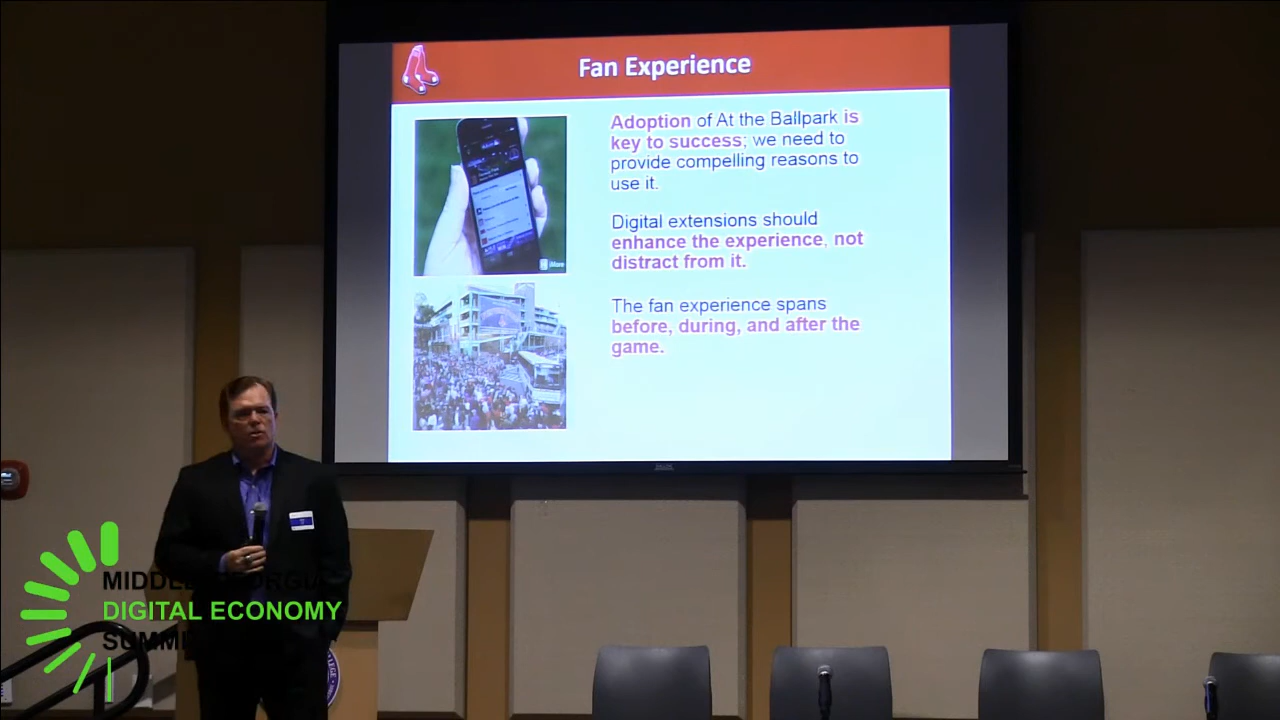 Fan Experience
Adoption of At the Ballpark is
key to success; we need to
provide compelling reasons to
use it.
Digital extensions should
enhance the experience, not
distract from it.
The fan experience spans
before, during, and after the
game.
iMore
MIDDLE GEORGIA
DIGITAL ECONOMY
SUMMIT